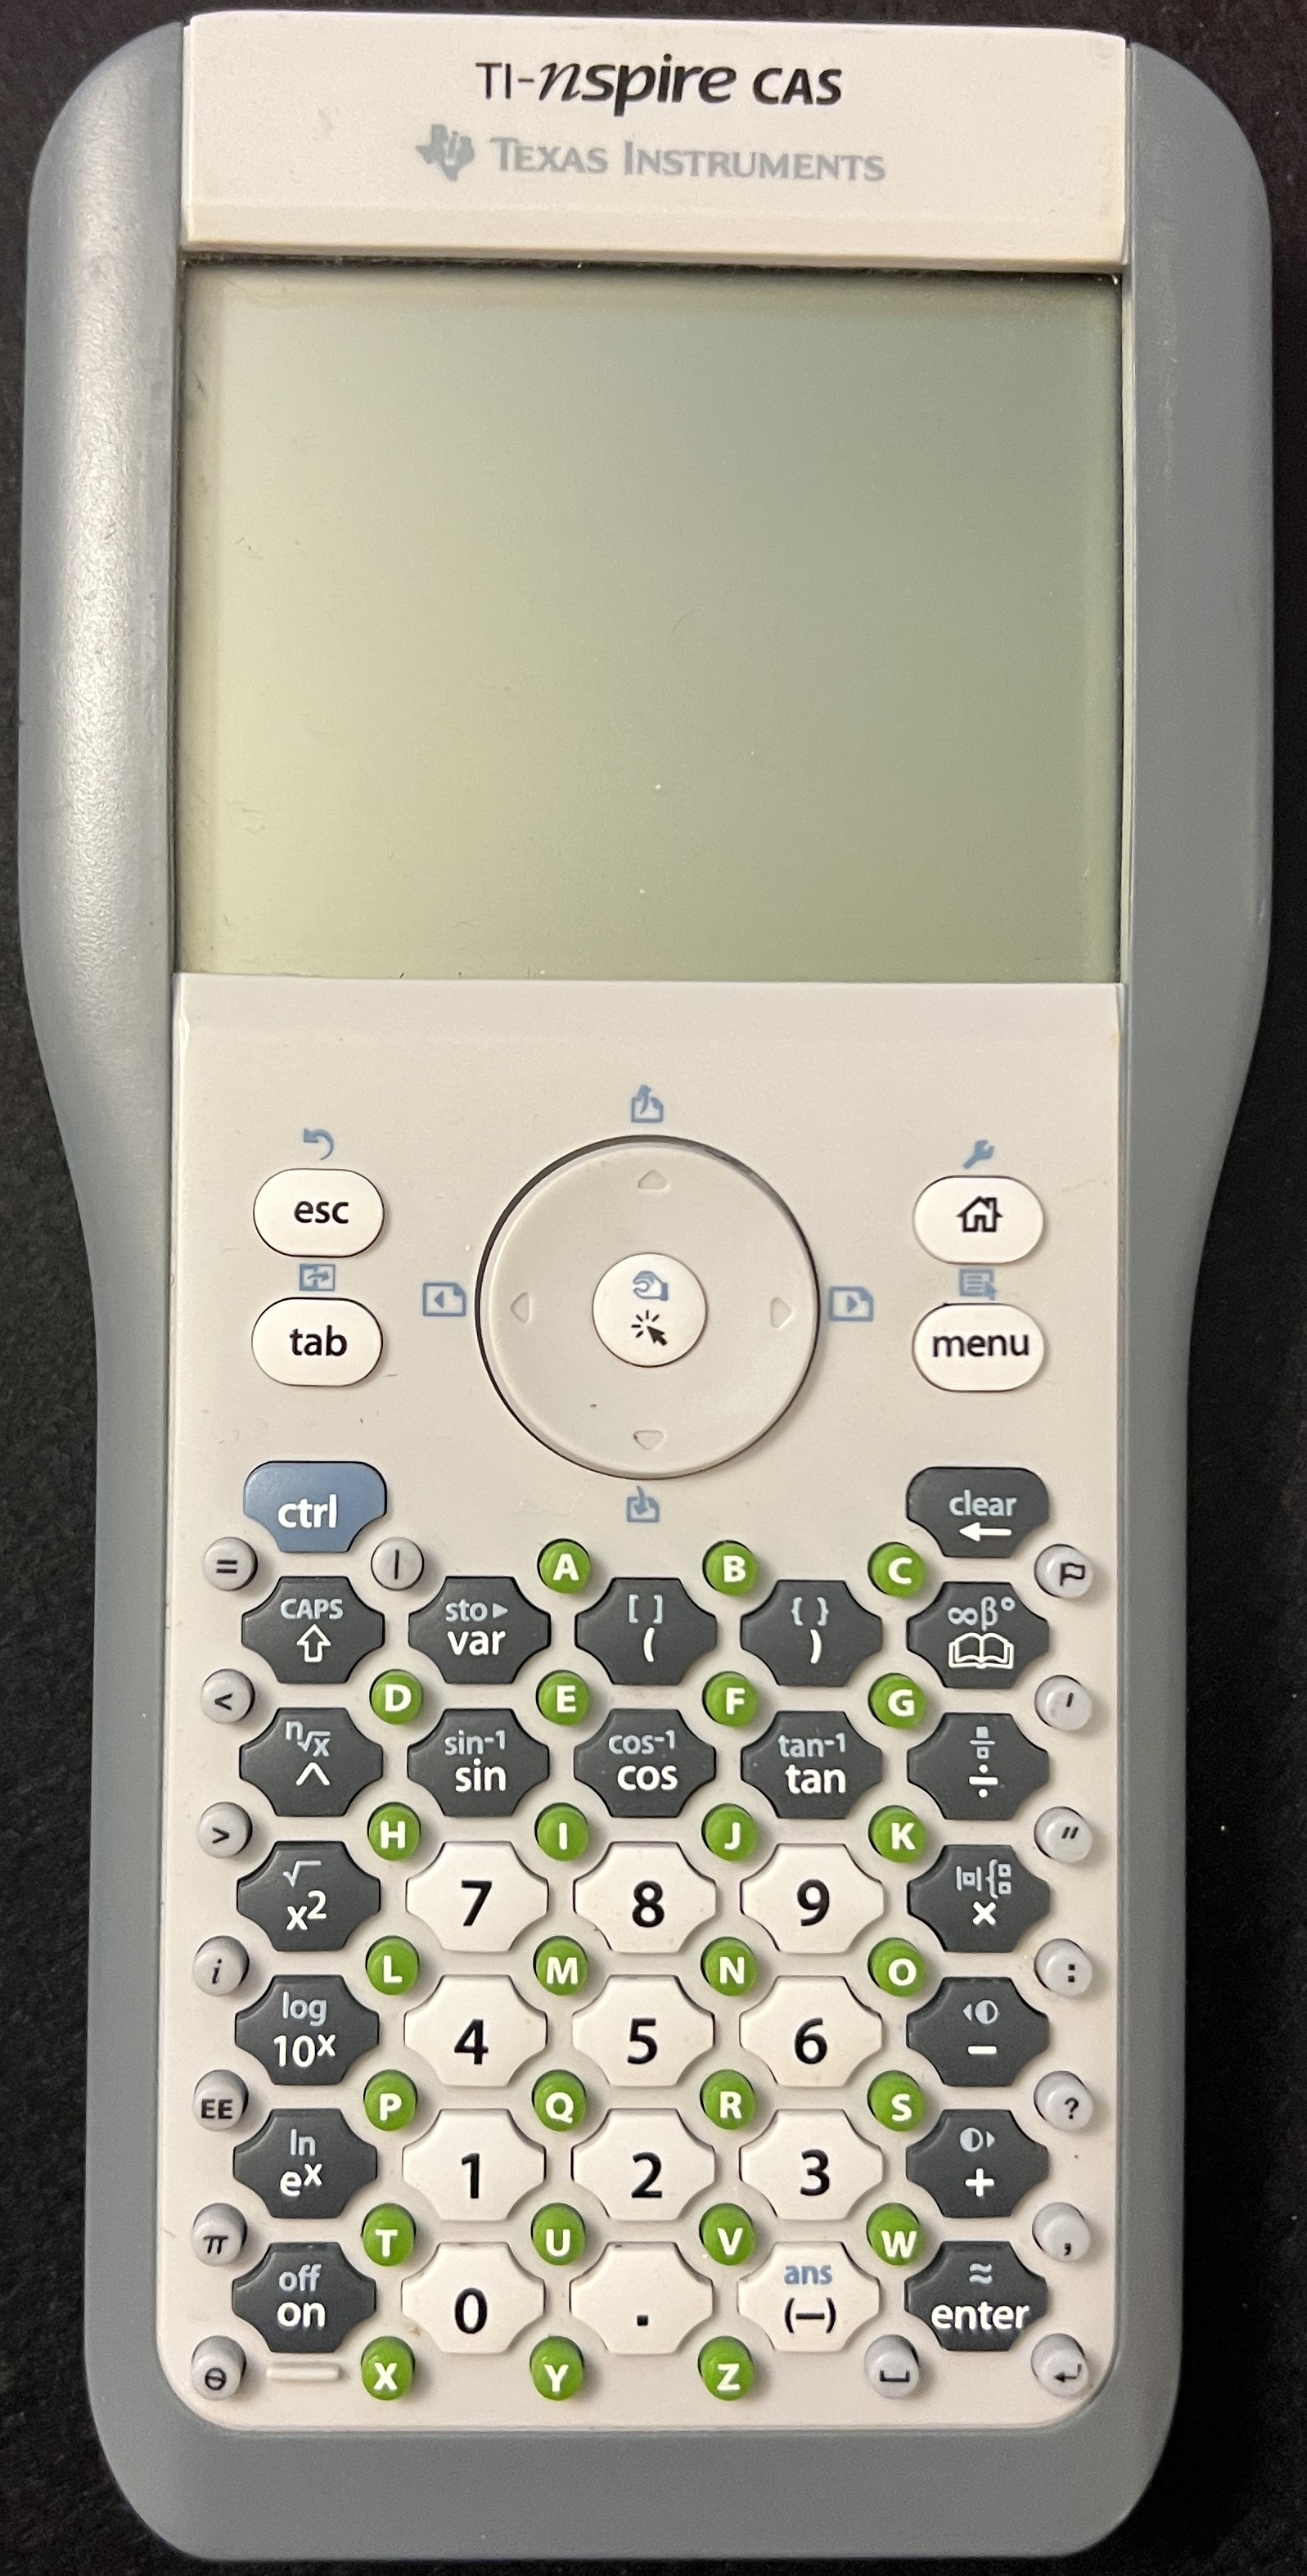 TI-nspire CAS
TEXAS INSTRUMENTS
esc
tab
menu
ctrl
clear
←
= | A B C
CAPS
⇧
sto▸
var
[ ]
(
{ }
)
∞β°
< D E F G '
ⁿ√x
^
sin⁻¹
sin
cos⁻¹
cos
tan⁻¹
tan
÷
> H I J K "
√
x²
7
8
9
×
i L M N O :
log
10ˣ
4
5
6
−
EE P Q R S ?
ln
eˣ
1
2
3
+
π T U V W ,
off
on
0
.
ans
(−)
≈
enter
θ X Y Z ␣ ↵